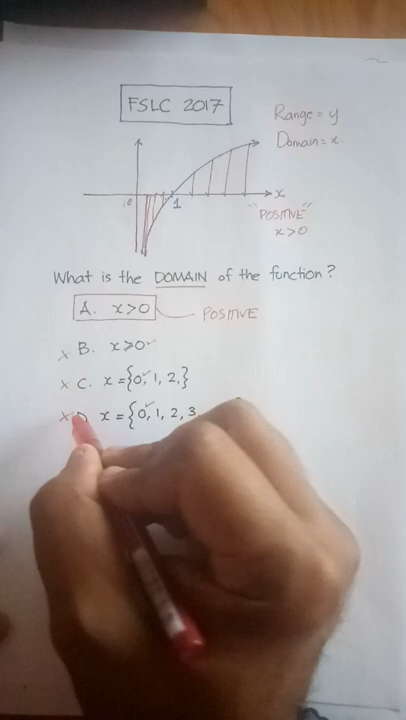 FSLC 2017
Range = y
Domain = x
0
1
x
"POSITIVE"
x>0
What is the DOMAIN of the function?
A. x>0
POSITIVE
x B. x≥0 ✓
x C. x={0, 1, 2,}
x D. x={0, 1, 2, 3